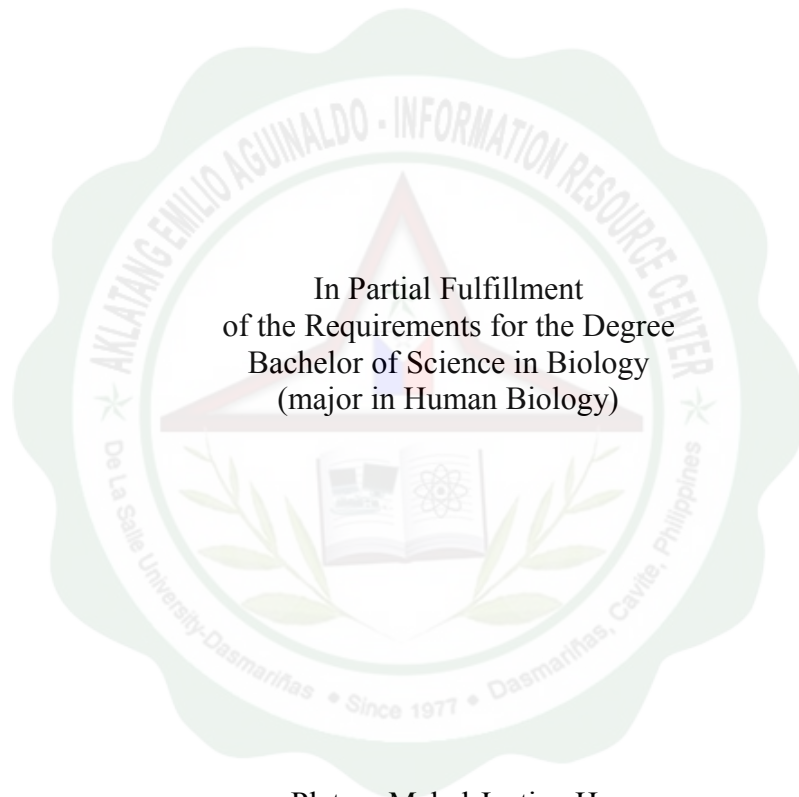 AKLATANG EMILIO AGUINALDO - INFORMATION RESOURCE CENTER
In Partial Fulfillment
of the Requirements for the Degree
Bachelor of Science in Biology
(major in Human Biology)
De La Salle University-Dasmariñas • Since 1977 • Dasmariñas, Cavite, Philippines